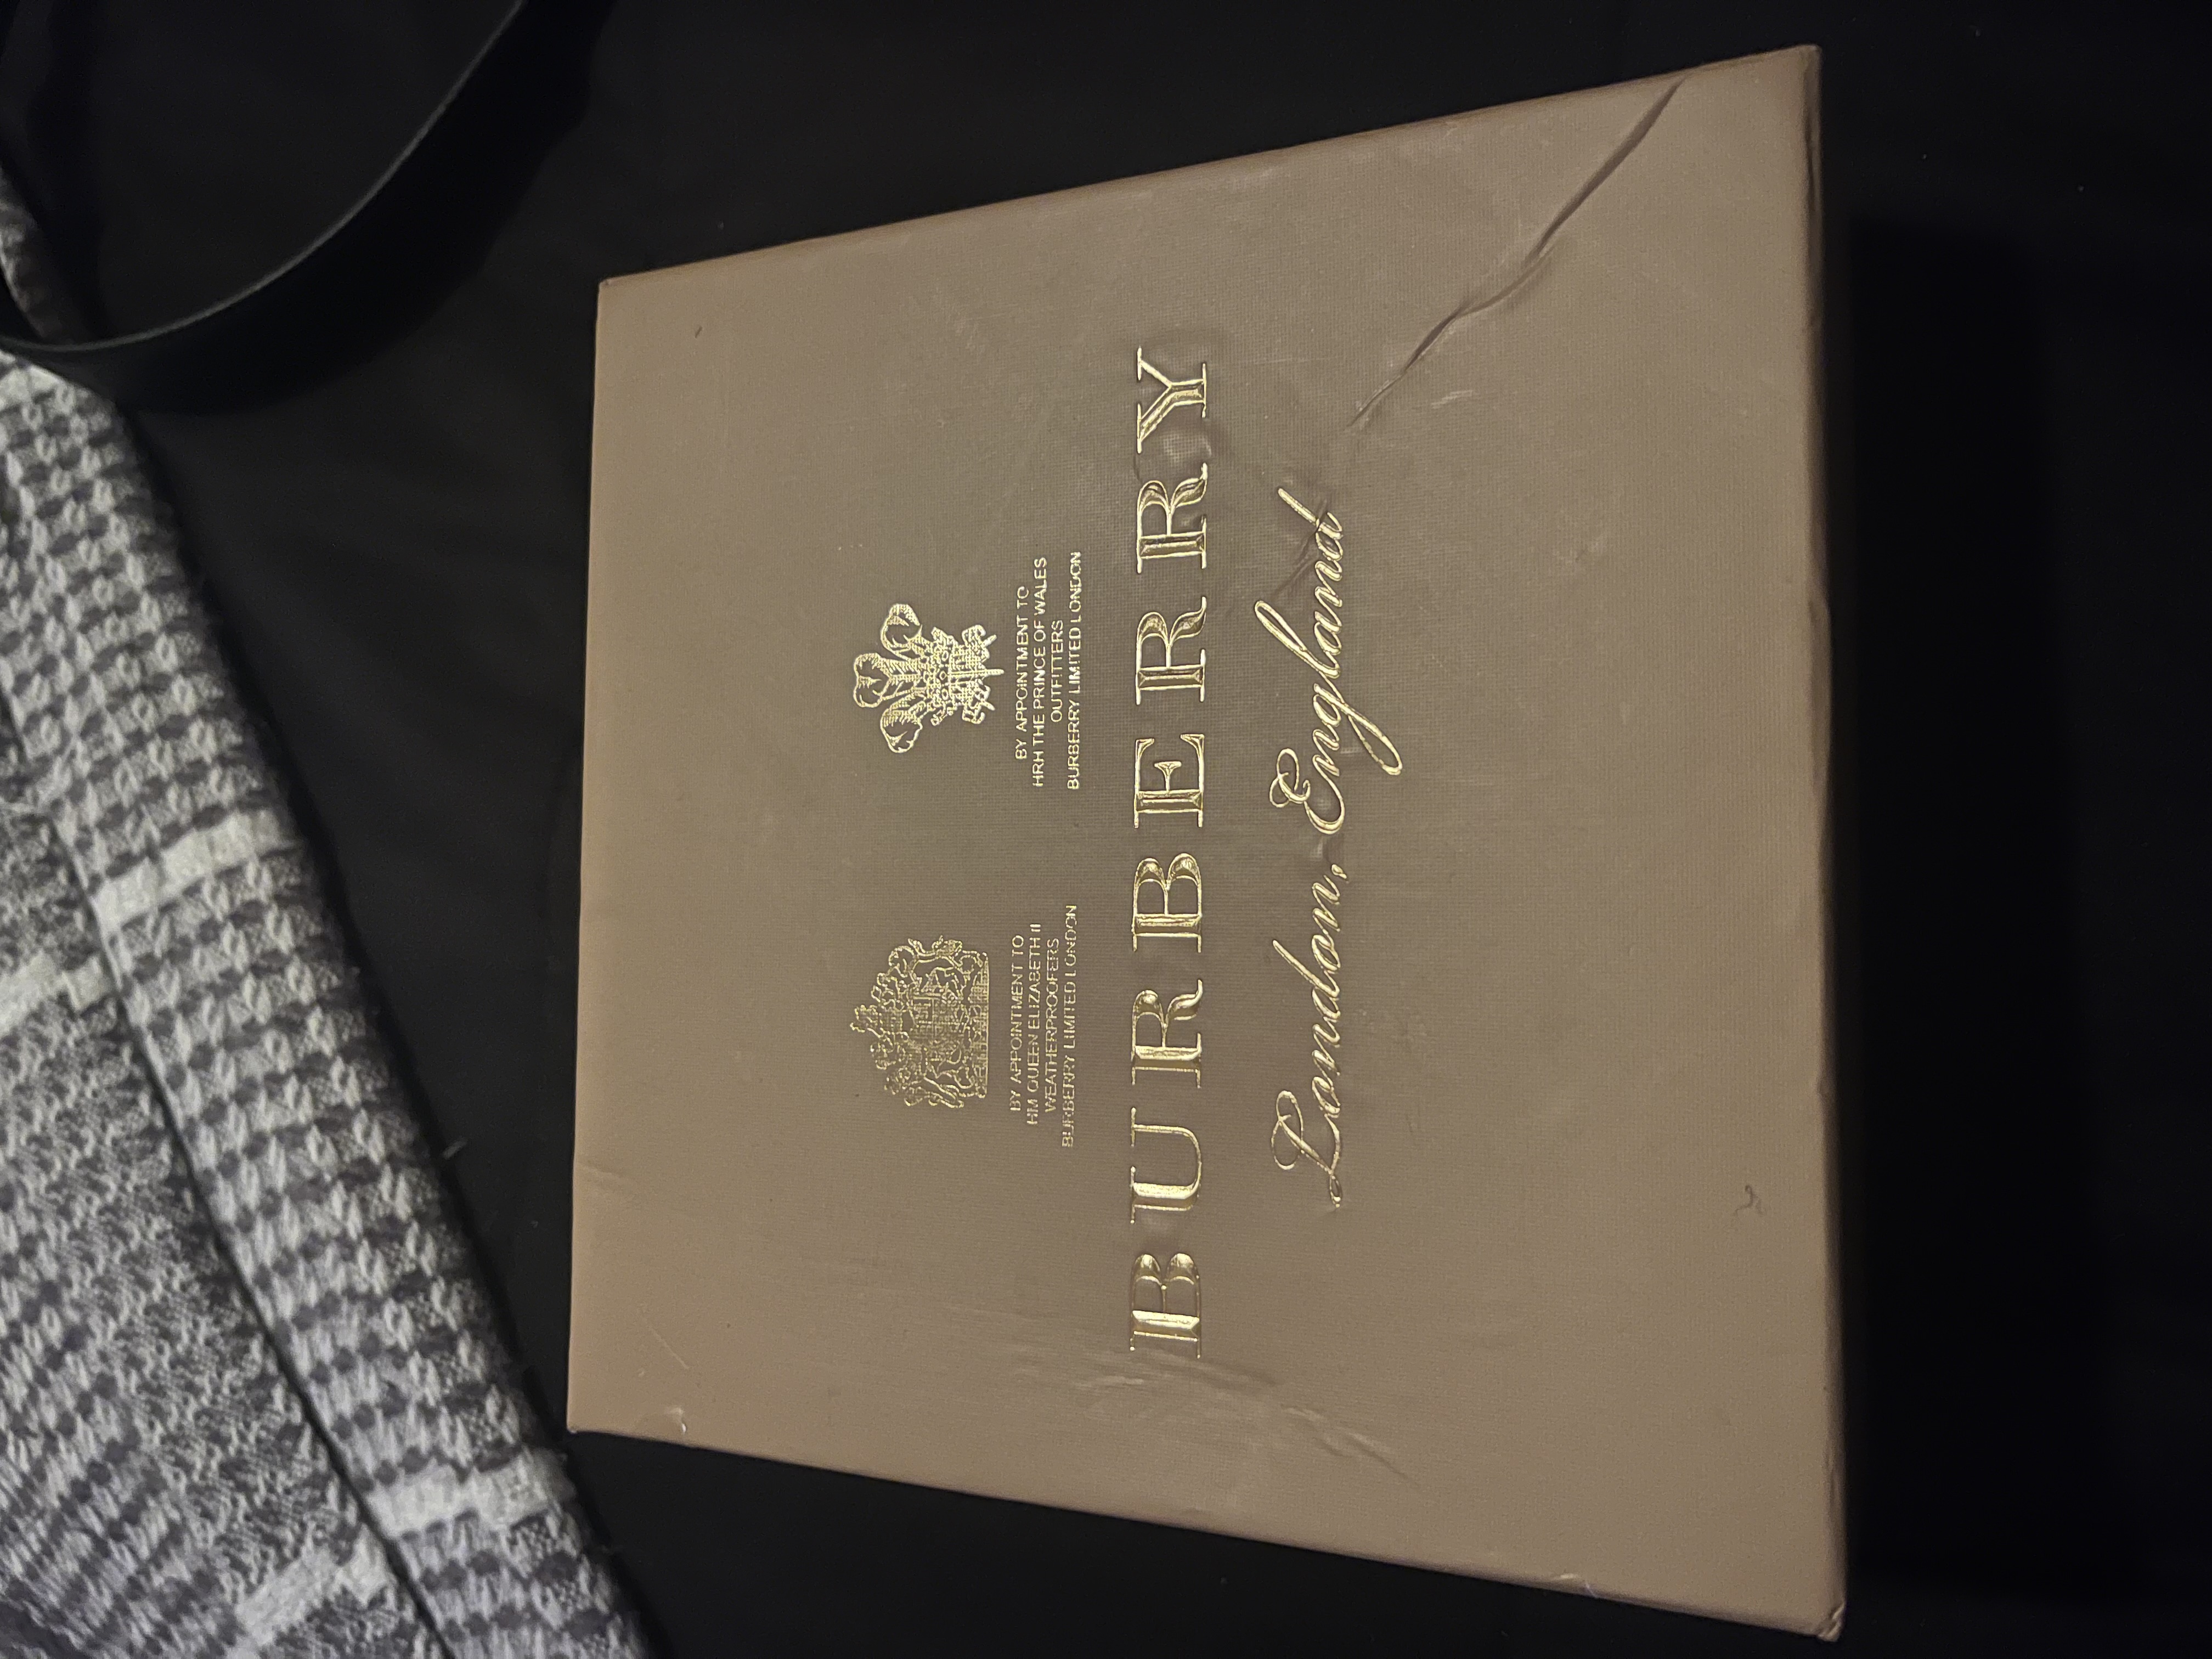 BY APPOINTMENT TO
HM QUEEN ELIZABETH II
WEATHERPROOFERS
BURBERRY LIMITED LONDON
BY APPOINTMENT TO
HRH THE PRINCE OF WALES
OUTFITTERS
BURBERRY LIMITED LONDON
BURBERRY
London, England